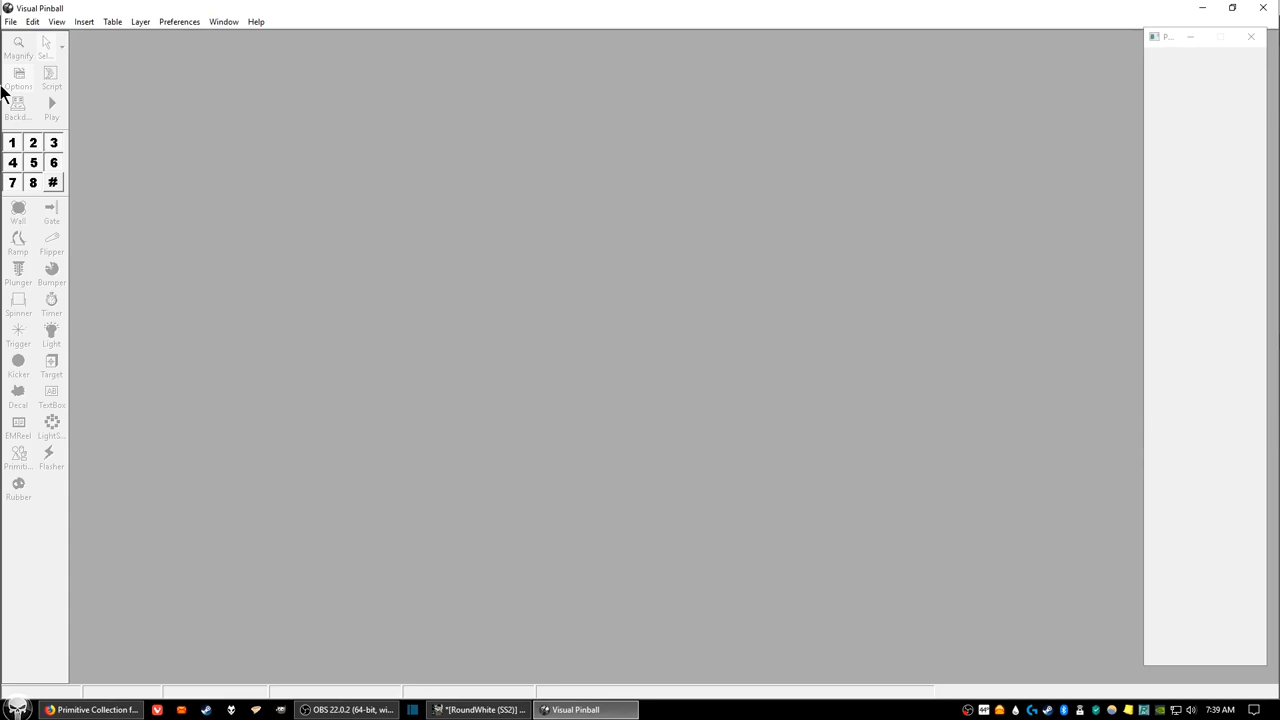 Visual Pinball
File Edit View Insert Table Layer Preferences Window Help
P...
Magnify Sel...
Options Script
Backd... Play
1 2 3
4 5 6
7 8 #
Wall Gate
Ramp Flipper
Plunger Bumper
Spinner Timer
Trigger Light
Kicker Target
AB
Decal TextBox
EMReel LightS...
Primiti... Flasher
Rubber
Primitive Collection f... OBS 22.0.2 (64-bit, wi... *[RoundWhite (SS2)] ... Visual Pinball 7:39 AM